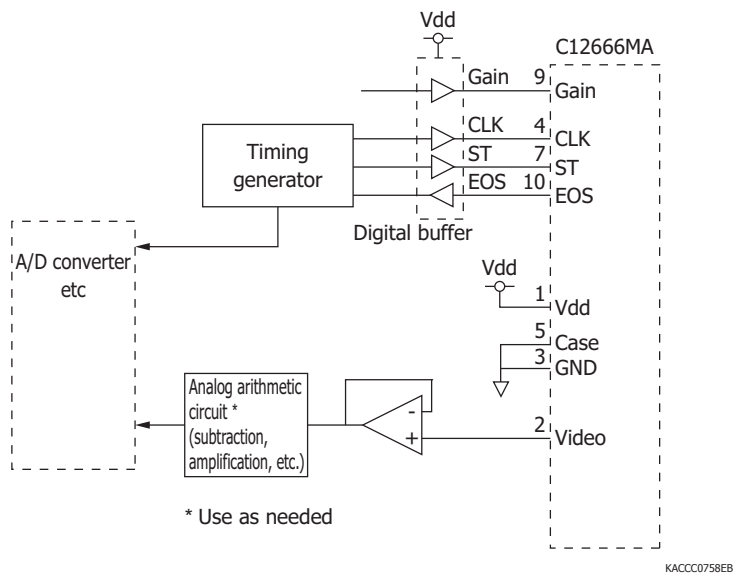 Vdd
C12666MA
Gain 9 Gain
CLK 4 CLK
ST 7 ST
EOS 10 EOS
Timing
generator
Digital buffer
A/D converter
etc
Vdd
1 Vdd
5 Case
3 GND
Analog arithmetic
circuit *
(subtraction,
amplification, etc.)
-
+
2 Video
* Use as needed
KACCC0758EB